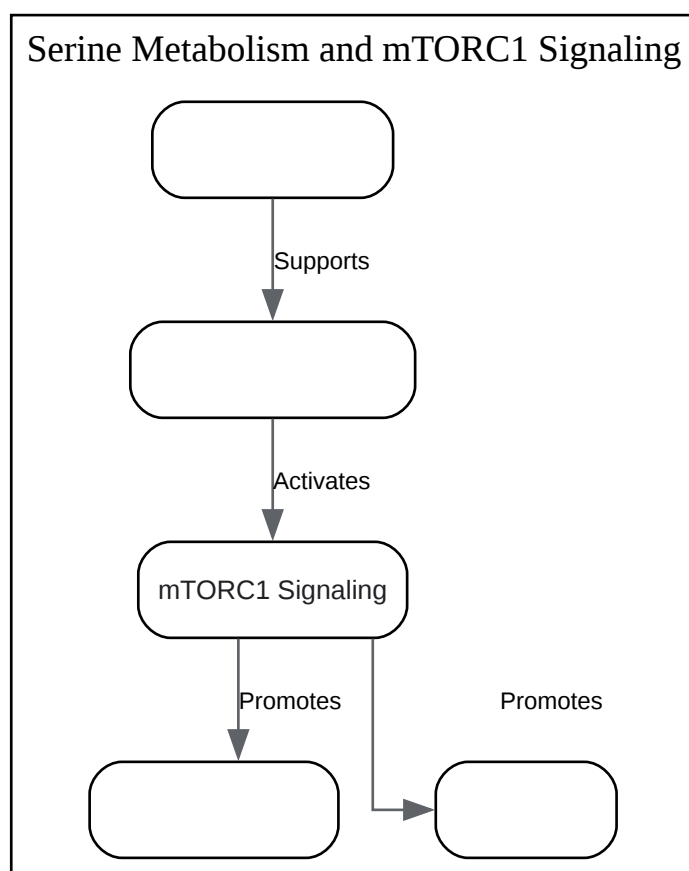 Serine Metabolism and mTORC1 Signaling
Supports
Activates
mTORC1 Signaling
Promotes
Promotes